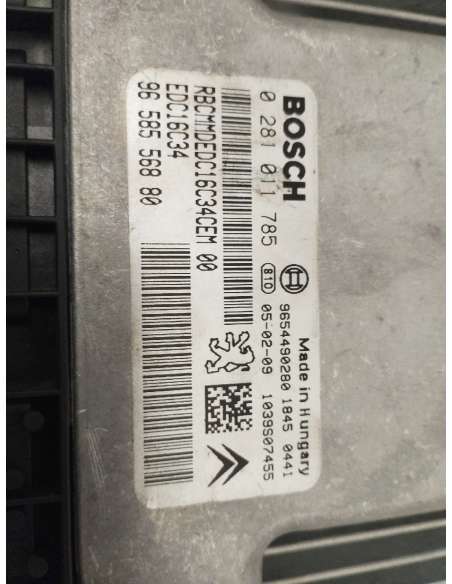 BOSCH
0 281 011 785
810
Made in Hungary
9654490280 1845 0441
05-02-09 1039S07455
RBCMMDEDC16C34CEM 00
EDC16C34
96 585 568 80